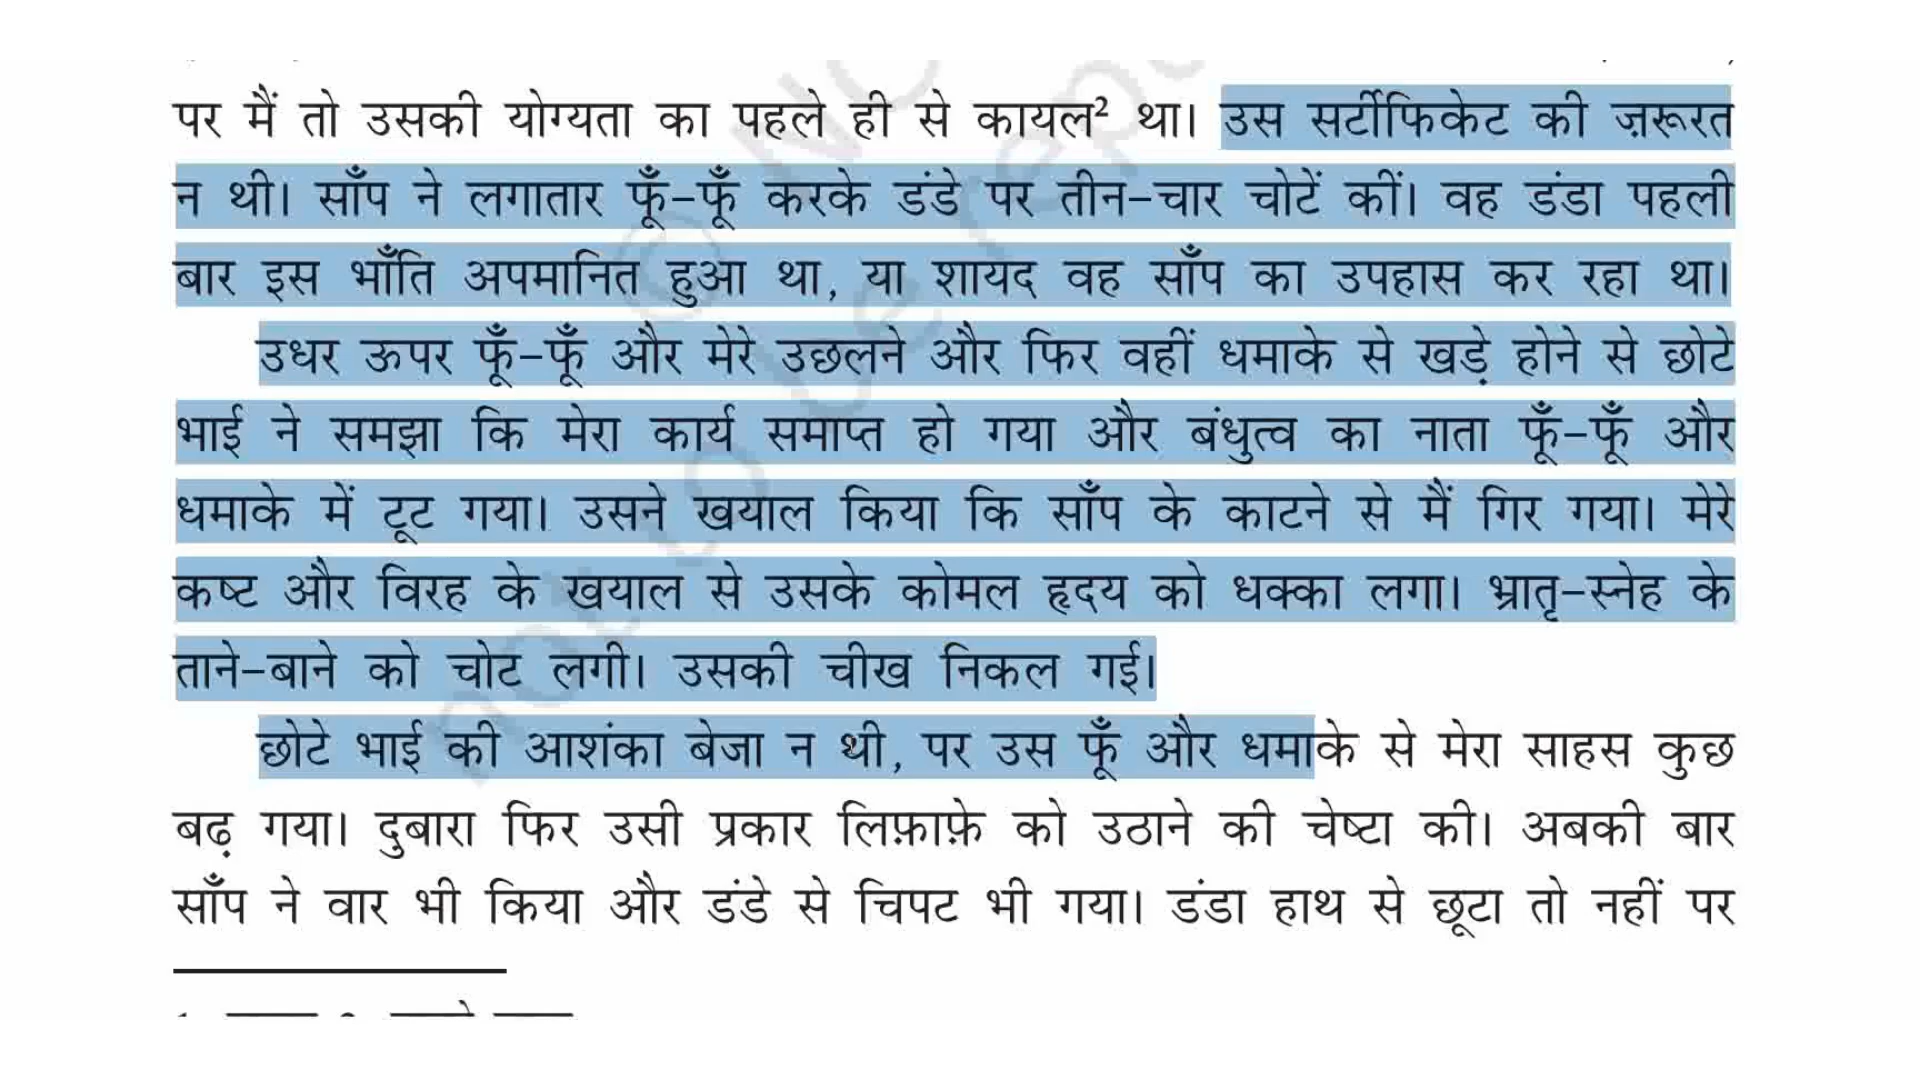 पर मैं तो उसकी योग्यता का पहले ही से कायल² था। उस सर्टीफिकेट की ज़रूरत
न थी। साँप ने लगातार फूँ-फूँ करके डंडे पर तीन-चार चोटें कीं। वह डंडा पहली
बार इस भाँति अपमानित हुआ था, या शायद वह साँप का उपहास कर रहा था।
उधर ऊपर फूँ-फूँ और मेरे उछलने और फिर वहीं धमाके से खड़े होने से छोटे
भाई ने समझा कि मेरा कार्य समाप्त हो गया और बंधुत्व का नाता फूँ-फूँ और
धमाके में टूट गया। उसने खयाल किया कि साँप के काटने से मैं गिर गया। मेरे
कष्ट और विरह के खयाल से उसके कोमल हृदय को धक्का लगा। भ्रातृ-स्नेह के
ताने-बाने को चोट लगी। उसकी चीख निकल गई।
छोटे भाई की आशंका बेजा न थी, पर उस फूँ और धमाके से मेरा साहस कुछ
बढ़ गया। दुबारा फिर उसी प्रकार लिफ़ाफ़े को उठाने की चेष्टा की। अबकी बार
साँप ने वार भी किया और डंडे से चिपट भी गया। डंडा हाथ से छूटा तो नहीं पर